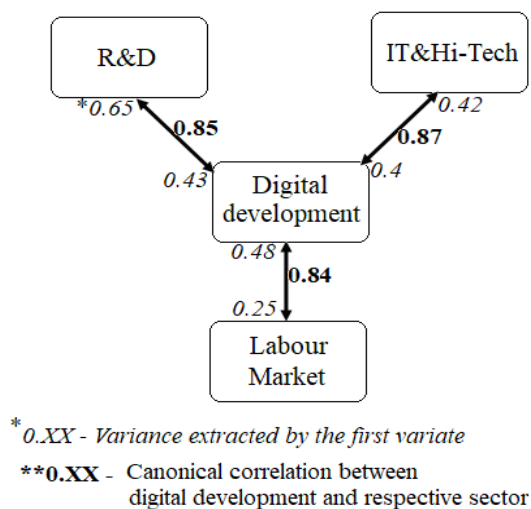 R&D
IT&Hi-Tech
*0.65
0.42
0.85
0.87
0.43
0.4
Digital
development
0.48
0.84
0.25
Labour
Market
*0.XX - Variance extracted by the first variate
**0.XX - Canonical correlation between
digital development and respective sector